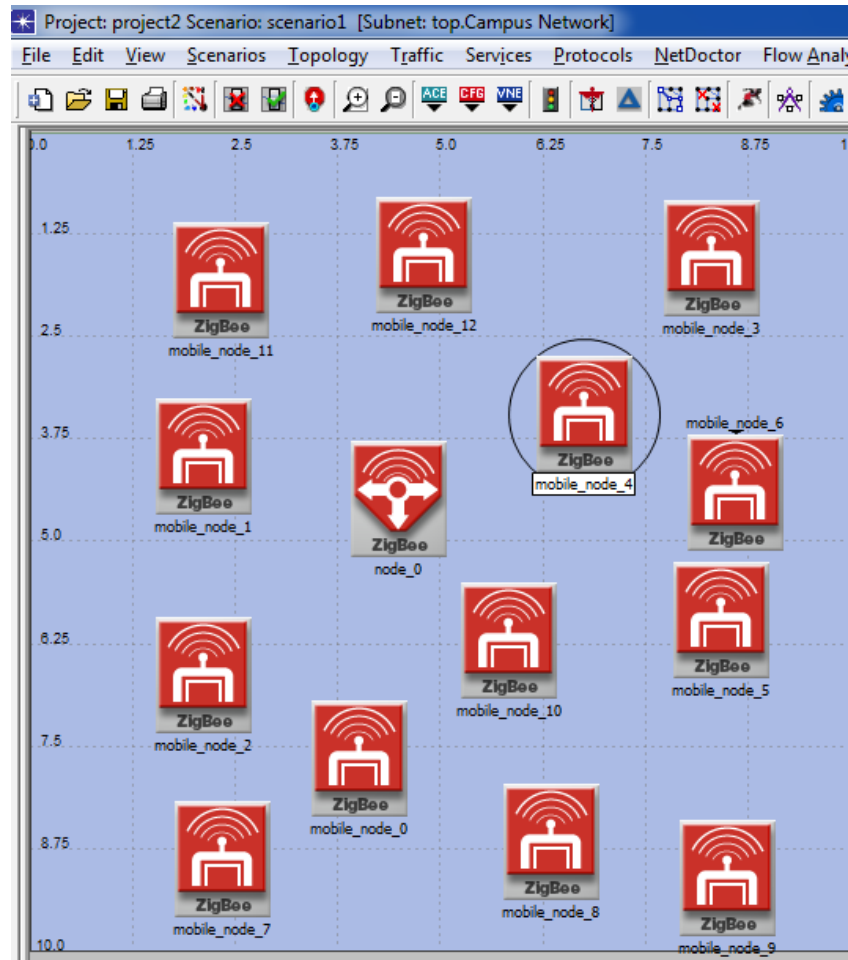 Project: project2 Scenario: scenario1 [Subnet: top.Campus Network]
File Edit View Scenarios Topology Traffic Services Protocols NetDoctor Flow Analy
ACE CFG VNE
0.0 1.25 2.5 3.75 5.0 6.25 7.5 8.75 1
1.25
ZigBee
mobile_node_11
ZigBee
mobile_node_12
ZigBee
mobile_node_3
2.5
ZigBee
mobile_node_4
3.75
ZigBee
mobile_node_1
mobile_node_6
ZigBee
ZigBee
node_0
5.0
ZigBee
mobile_node_5
6.25
ZigBee
mobile_node_10
ZigBee
mobile_node_2
7.5
ZigBee
mobile_node_0
8.75
ZigBee
mobile_node_7
ZigBee
mobile_node_8
ZigBee
mobile_node_9
10.0